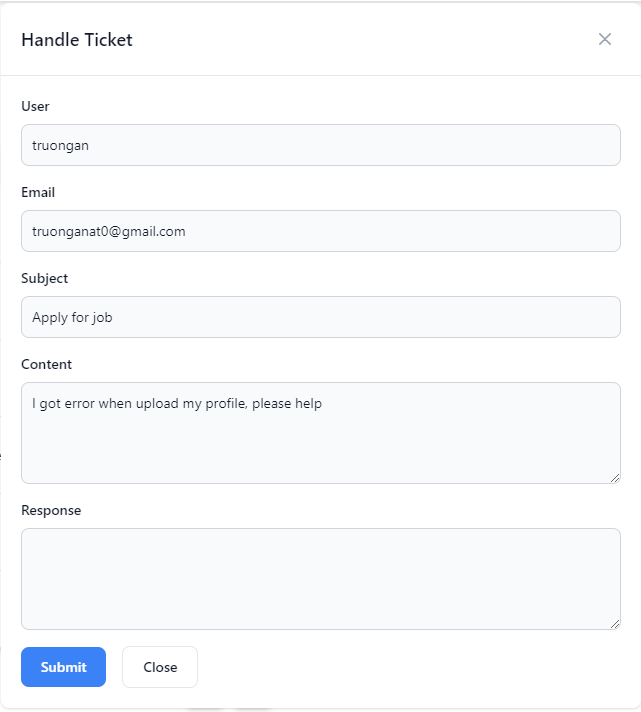 Handle Ticket
User
truongan
Email
truonganat0@gmail.com
Subject
Apply for job
Content
I got error when upload my profile, please help
Response
Submit
Close